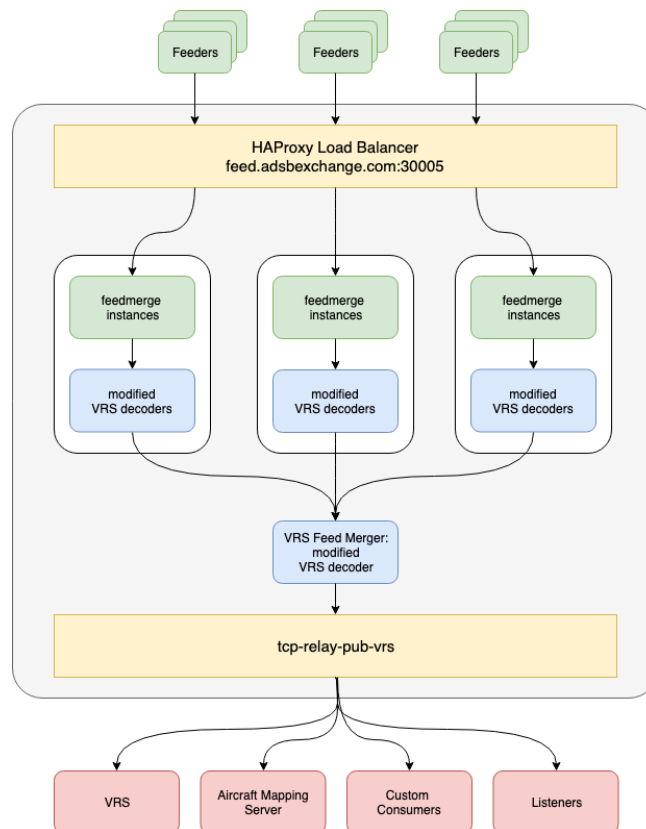 Feeders
Feeders
Feeders
HAProxy Load Balancer
feed.adsbexchange.com:30005
feedmerge
instances
feedmerge
instances
feedmerge
instances
modified
VRS decoders
modified
VRS decoders
modified
VRS decoders
VRS Feed Merger:
modified
VRS decoder
tcp-relay-pub-vrs
VRS
Aircraft Mapping
Server
Custom
Consumers
Listeners